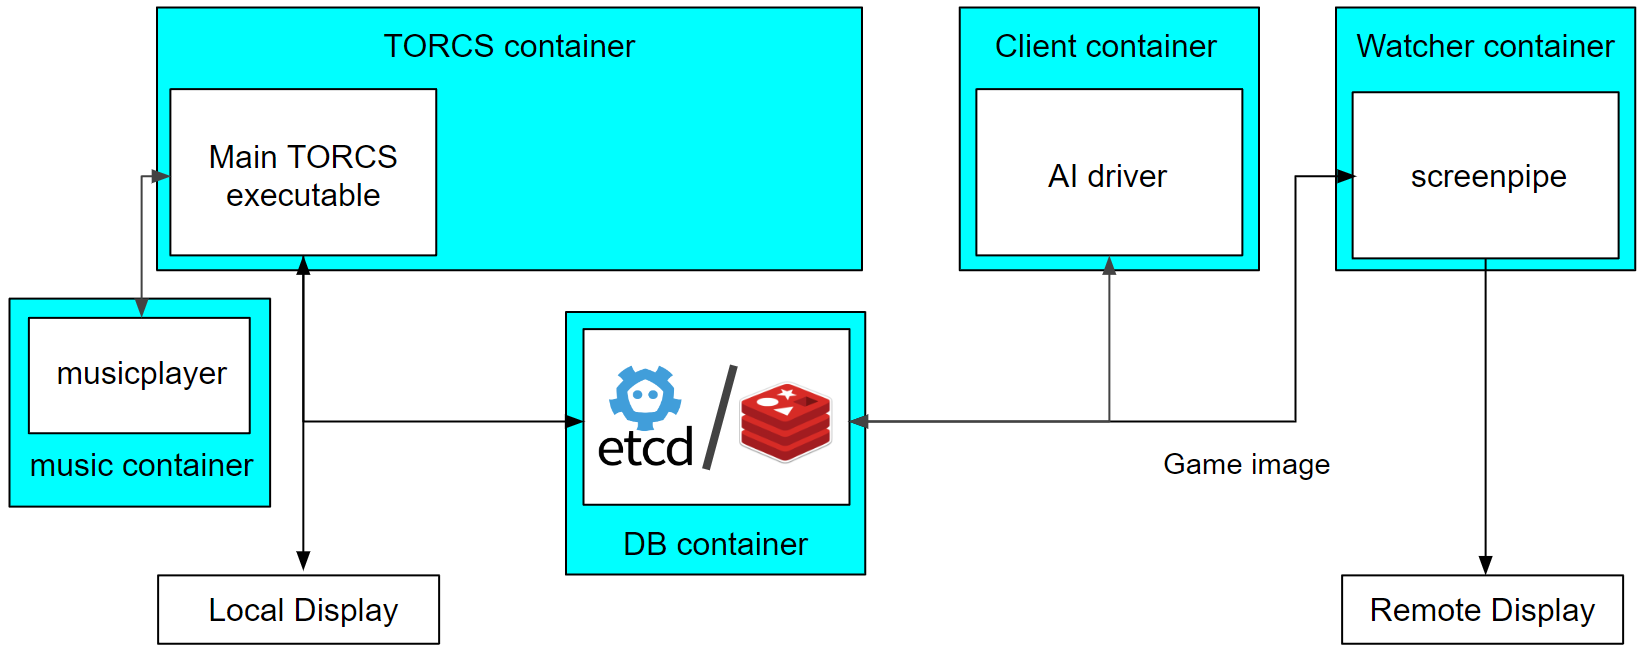 TORCS container
Client container
Watcher container
Main TORCS
executable
AI driver
screenpipe
musicplayer
music container
etcd
Game image
DB container
Local Display
Remote Display